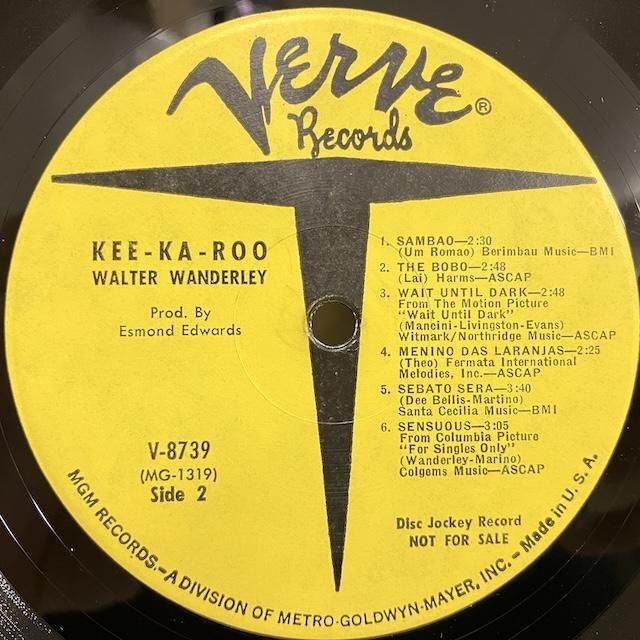 Verve ®
Records
KEE-KA-ROO
WALTER WANDERLEY
Prod. By
Esmond Edwards
V-8739
(MG-1319)
Side 2
1. SAMBAO—2:30
(Um Romao) Berimbau Music—BMI
2. THE BOBO—2:48
(Lai) Harms—ASCAP
3. WAIT UNTIL DARK—2:48
From The Motion Picture
"Wait Until Dark"
(Mancini-Livingston-Evans)
Witmark/Northridge Music—ASCAP
4. MENINO DAS LARANJAS—2:25
(Theo) Fermata International
Melodies, Inc.—ASCAP
5. SEBATO SERA—3:40
(Dee Bellis-Martino)
Santa Cecilia Music—BMI
6. SENSUOUS—3:05
From Columbia Picture
"For Singles Only"
(Wanderley-Marino)
Colgems Music—ASCAP
Disc Jockey Record
NOT FOR SALE
MGM RECORDS.—A DIVISION OF METRO-GOLDWYN-MAYER, INC. – Made in U. S. A.